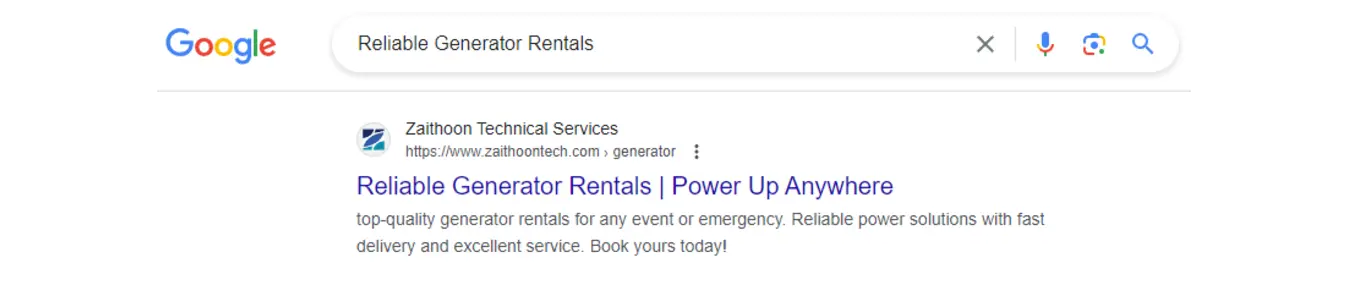 Google
Reliable Generator Rentals
Zaithoon Technical Services
https://www.zaithoontech.com › generator
Reliable Generator Rentals | Power Up Anywhere
top-quality generator rentals for any event or emergency. Reliable power solutions with fast
delivery and excellent service. Book yours today!